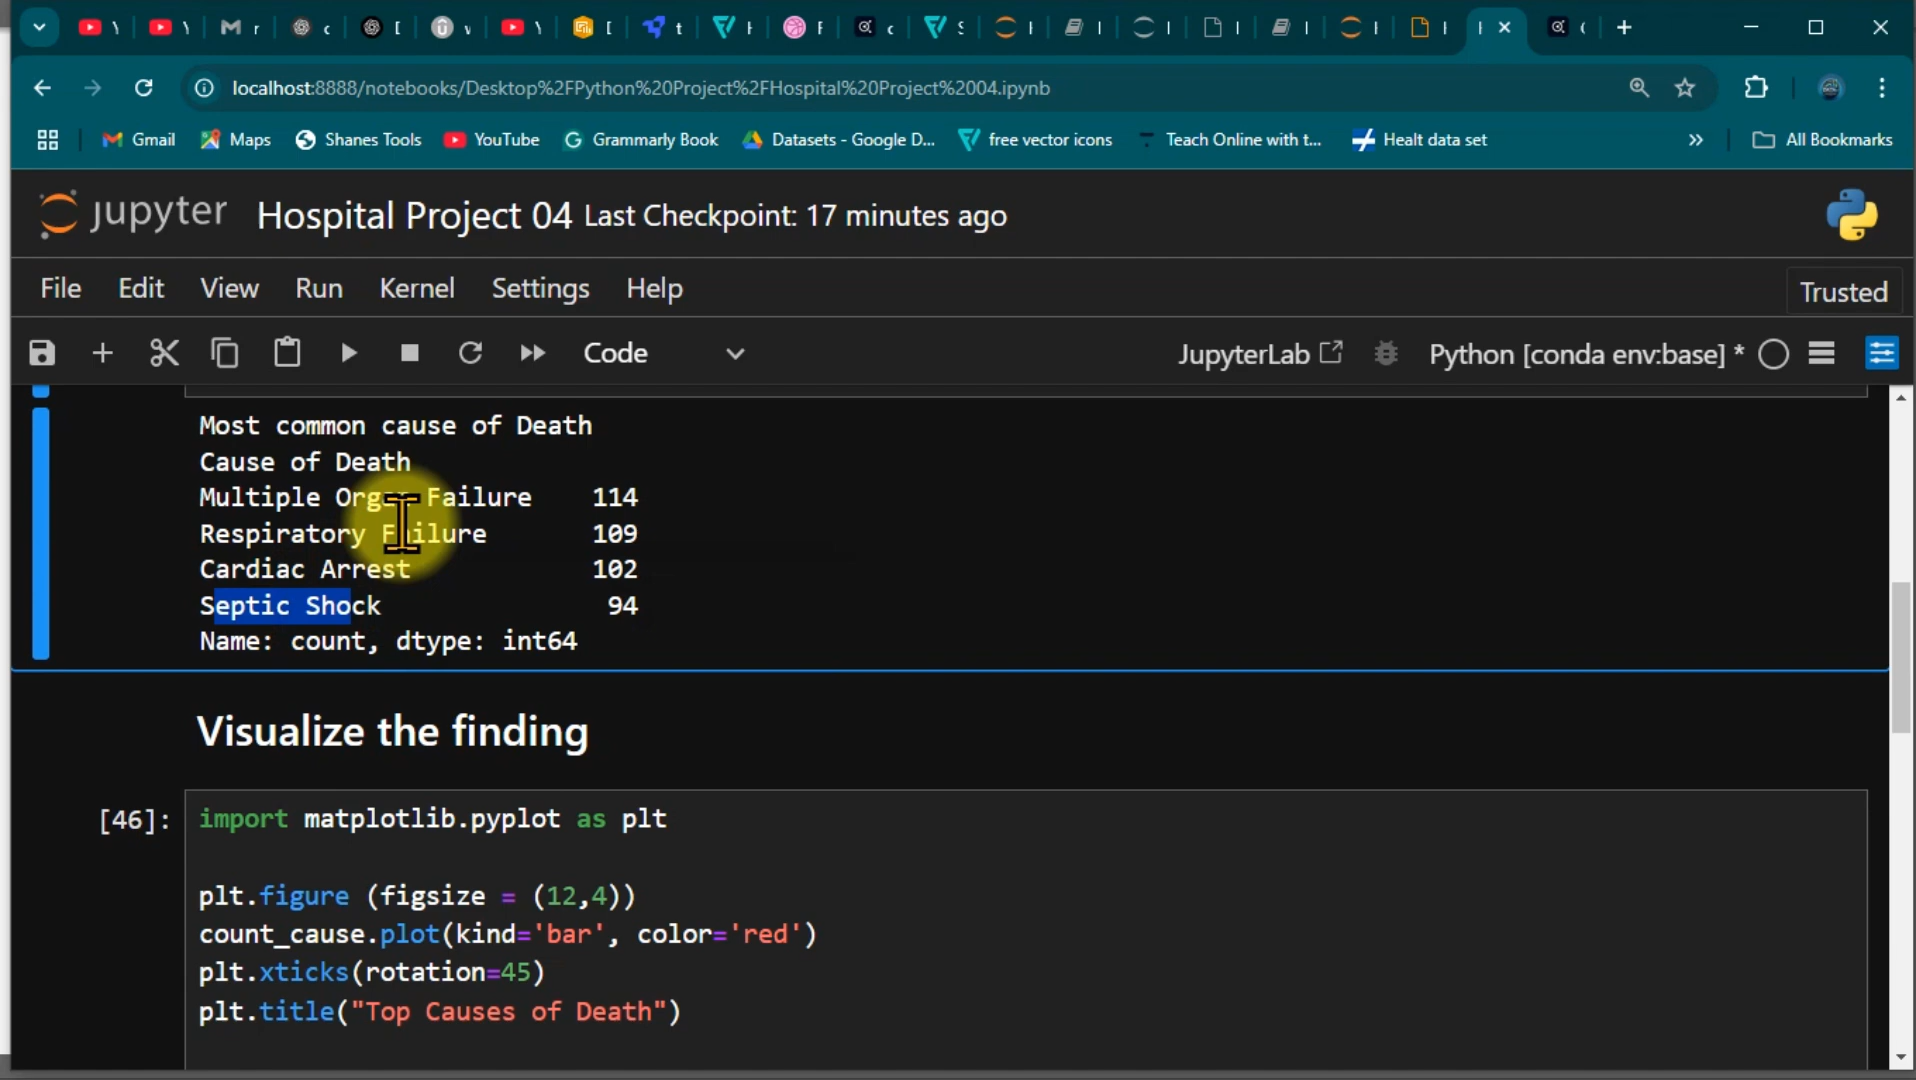 localhost:8888/notebooks/Desktop%2FPython%20Project%2FHospital%20Project%2004.ipynb
Gmail Maps Shanes Tools YouTube Grammarly Book Datasets - Google D... free vector icons Teach Online with t... Healt data set » All Bookmarks
jupyter Hospital Project 04 Last Checkpoint: 17 minutes ago
File Edit View Run Kernel Settings Help Trusted
Code JupyterLab Python [conda env:base] *
Most common cause of Death
Cause of Death
Multiple Organ Failure 114
Respiratory Failure 109
Cardiac Arrest 102
Septic Shock 94
Name: count, dtype: int64
Visualize the finding
[46]: import matplotlib.pyplot as plt
plt.figure (figsize = (12,4))
count_cause.plot(kind='bar', color='red')
plt.xticks(rotation=45)
plt.title("Top Causes of Death")